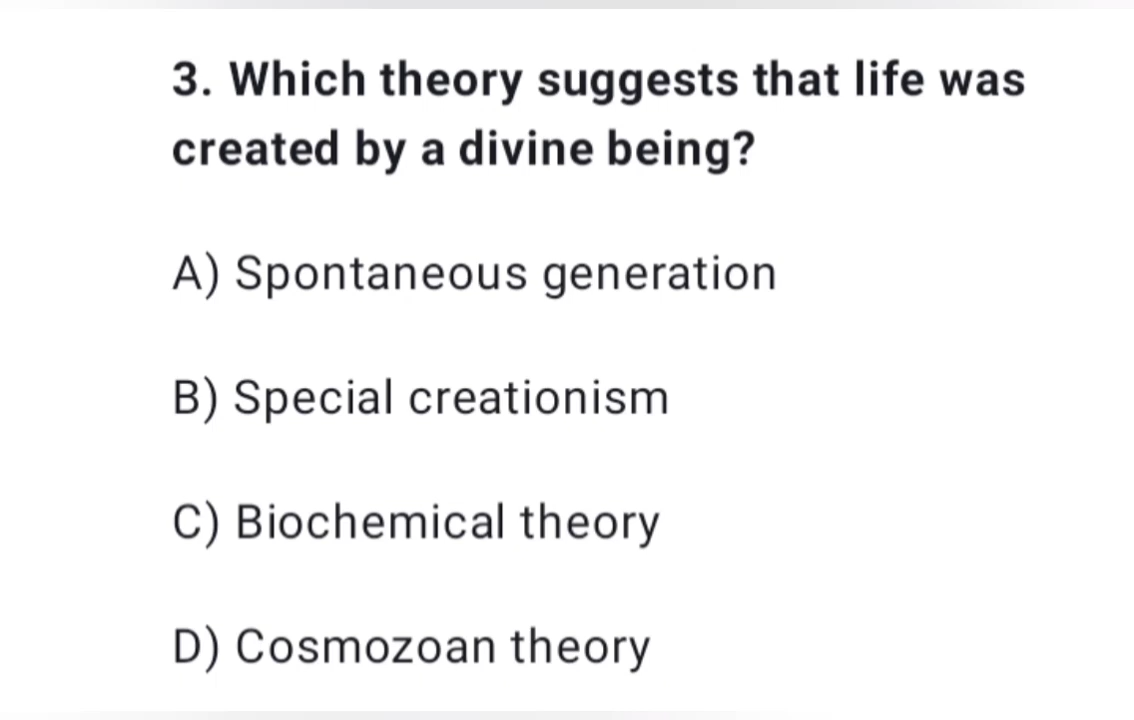 3. Which theory suggests that life was
created by a divine being?
A) Spontaneous generation
B) Special creationism
C) Biochemical theory
D) Cosmozoan theory